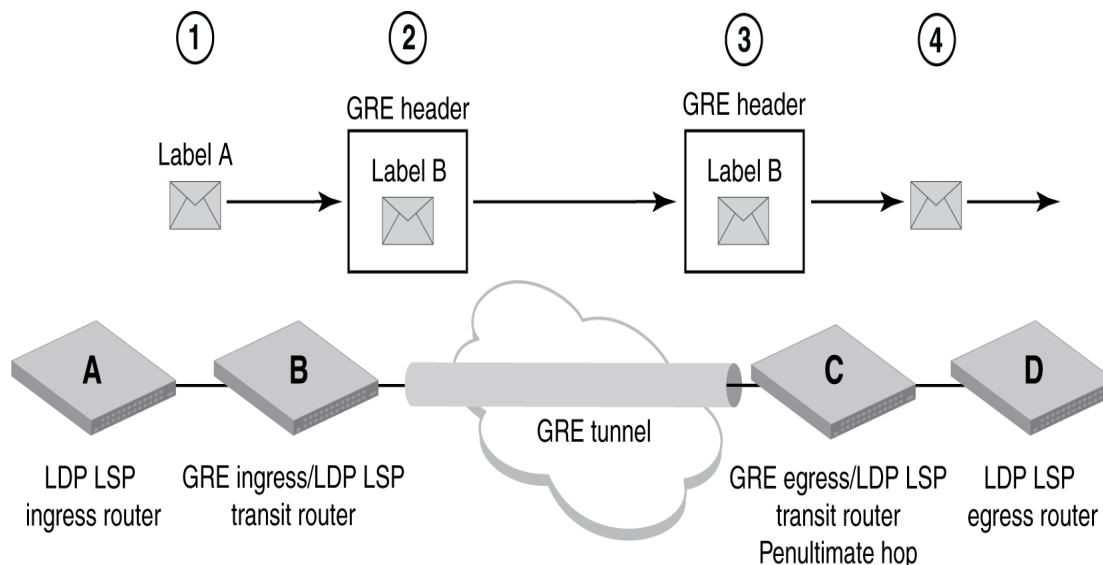 1 2 3 4
GRE header GRE header
Label A
Label B Label B
A B C D
GRE tunnel
LDP LSP
ingress router
GRE ingress/LDP LSP
transit router
GRE egress/LDP LSP
transit router
Penultimate hop
LDP LSP
egress router